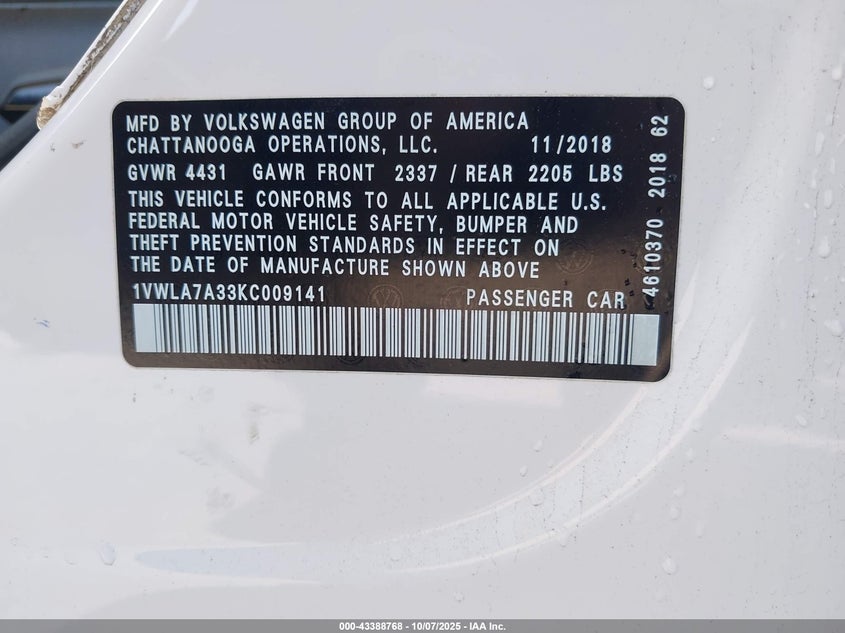 MFD BY VOLKSWAGEN GROUP OF AMERICA
CHATTANOOGA OPERATIONS, LLC. 11/2018
GVWR 4431 GAWR FRONT 2337 / REAR 2205 LBS
THIS VEHICLE CONFORMS TO ALL APPLICABLE U.S.
FEDERAL MOTOR VEHICLE SAFETY, BUMPER AND
THEFT PREVENTION STANDARDS IN EFFECT ON
THE DATE OF MANUFACTURE SHOWN ABOVE
1VWLA7A33KC009141 PASSENGER CAR
4610370 2018 62
000-43388768 - 10/07/2025 - IAA Inc.